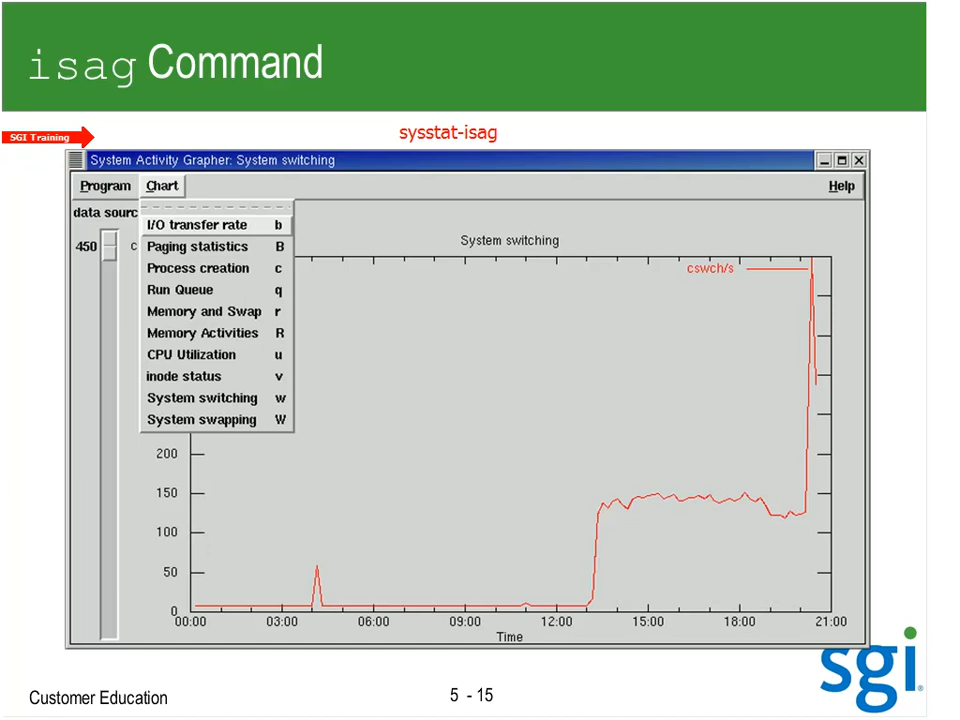 isag Command
SGI Training
sysstat-isag
System Activity Grapher: System switching
Program Chart Help
data sourc
450 c
I/O transfer rate b
Paging statistics B
Process creation c
Run Queue q
Memory and Swap r
Memory Activities R
CPU Utilization u
inode status v
System switching w
System swapping W
System switching
cswch/s
200
150
100
50
0
00:00 03:00 06:00 09:00 12:00 15:00 18:00 21:00
Time
sgi
Customer Education
5 - 15